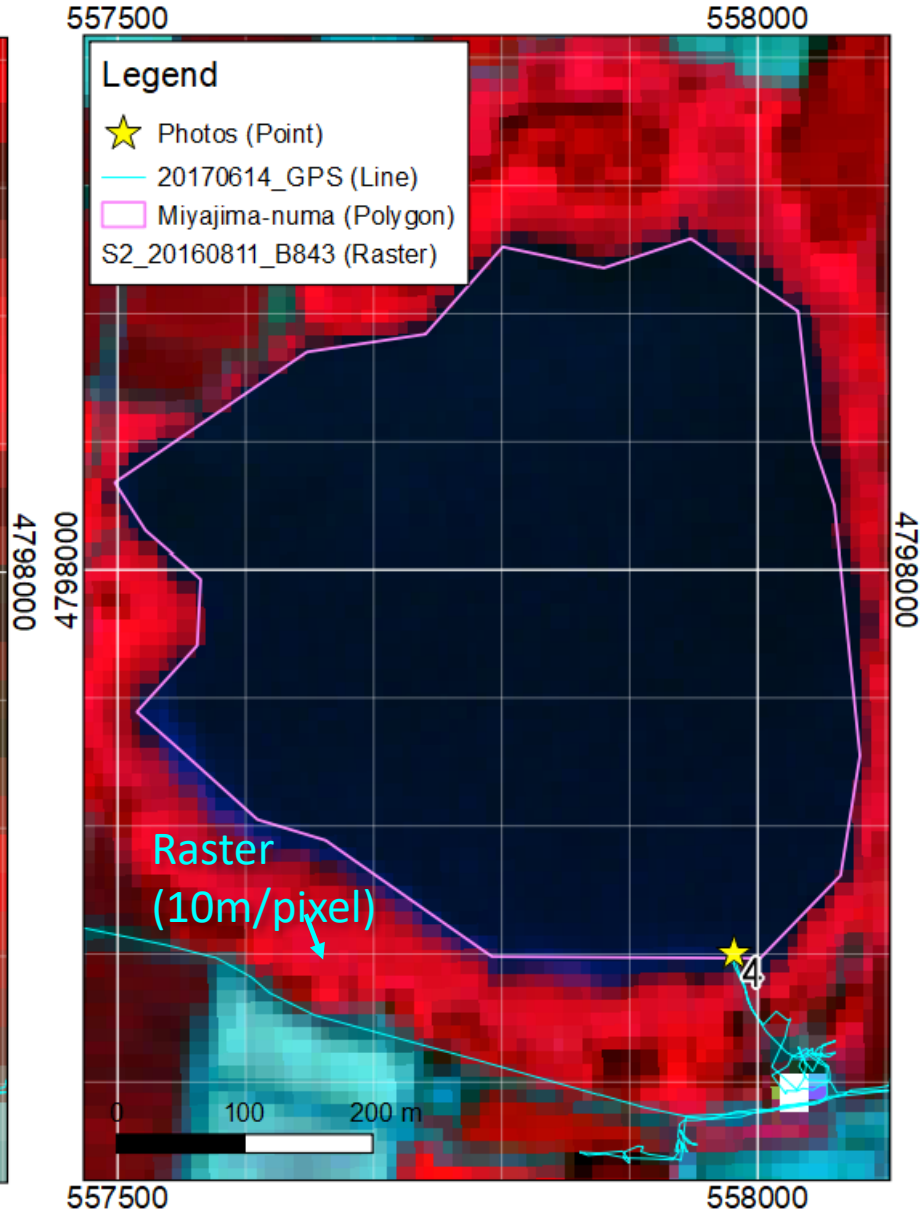 557500 558000
Legend
Photos (Point)
20170614_GPS (Line)
Miyajima-numa (Polygon)
S2_20160811_B843 (Raster)
4798000
4798000
4798000
Raster
(10m/pixel)
4
0 100 200 m
557500 558000